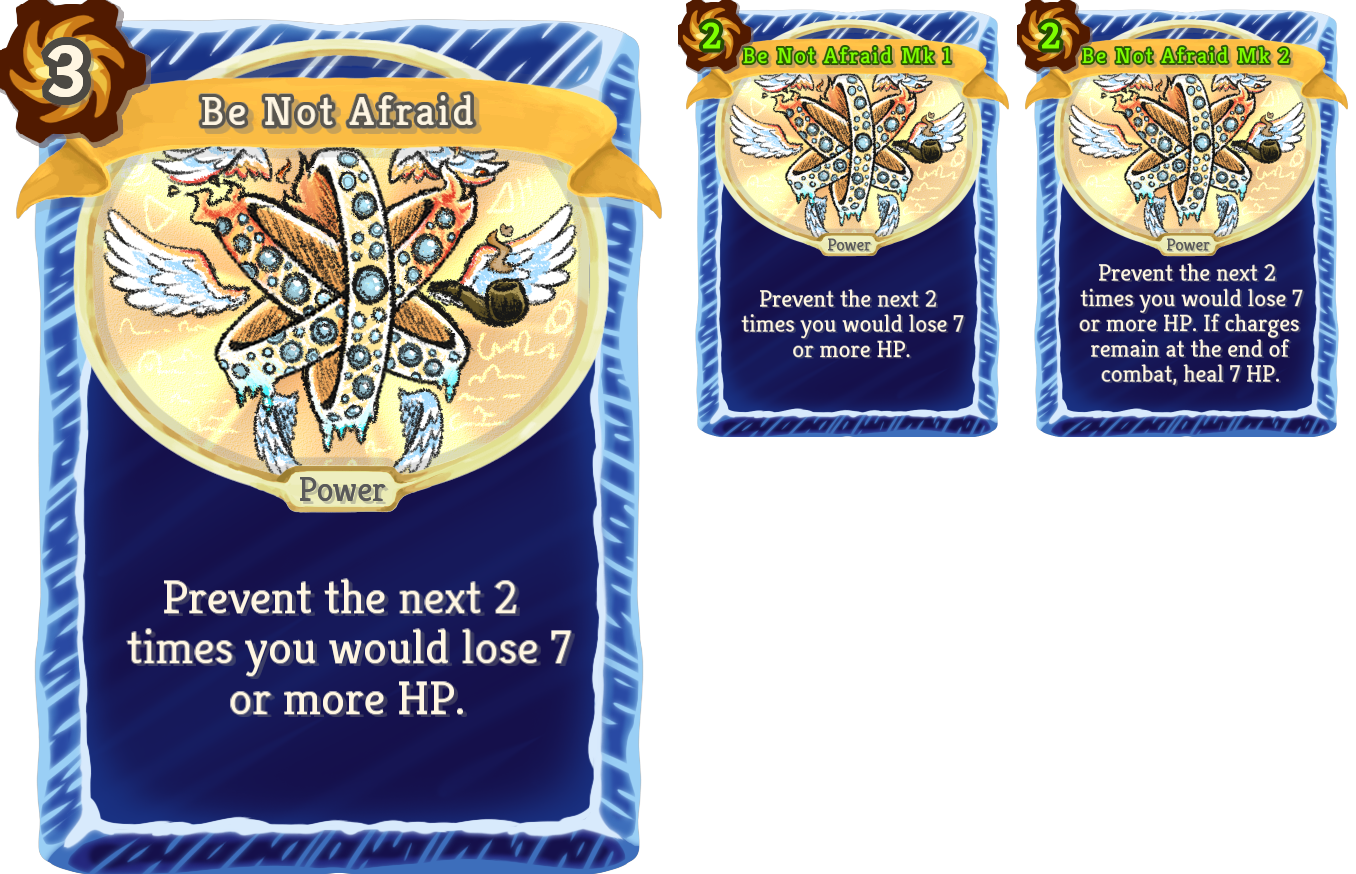 3
Be Not Afraid
Power
Prevent the next 2
times you would lose 7
or more HP.
2
Be Not Afraid Mk 1
Power
Prevent the next 2
times you would lose 7
or more HP.
2
Be Not Afraid Mk 2
Power
Prevent the next 2
times you would lose 7
or more HP. If charges
remain at the end of
combat, heal 7 HP.